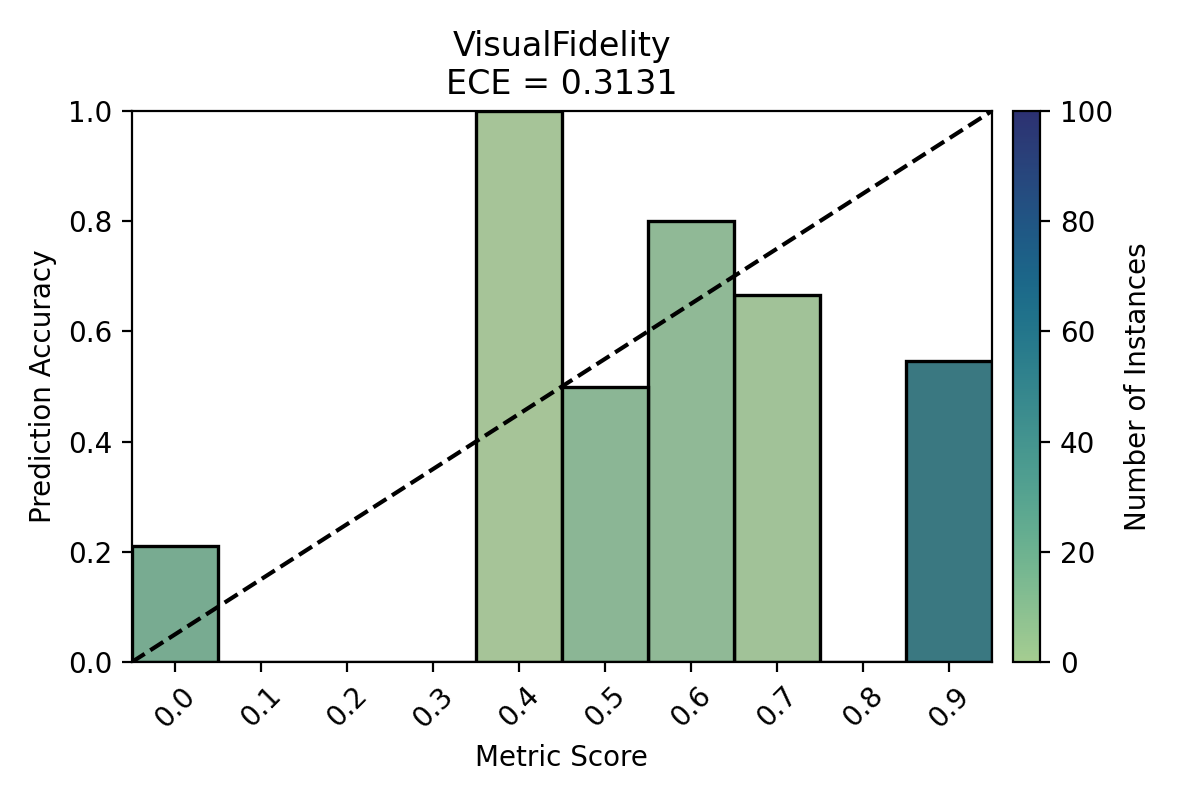 VisualFidelity
ECE = 0.3131
Prediction Accuracy
1.0
0.8
0.6
0.4
0.2
0.0
0.0 0.1 0.2 0.3 0.4 0.5 0.6 0.7 0.8 0.9
Metric Score
100
80
60
40
20
0
Number of Instances